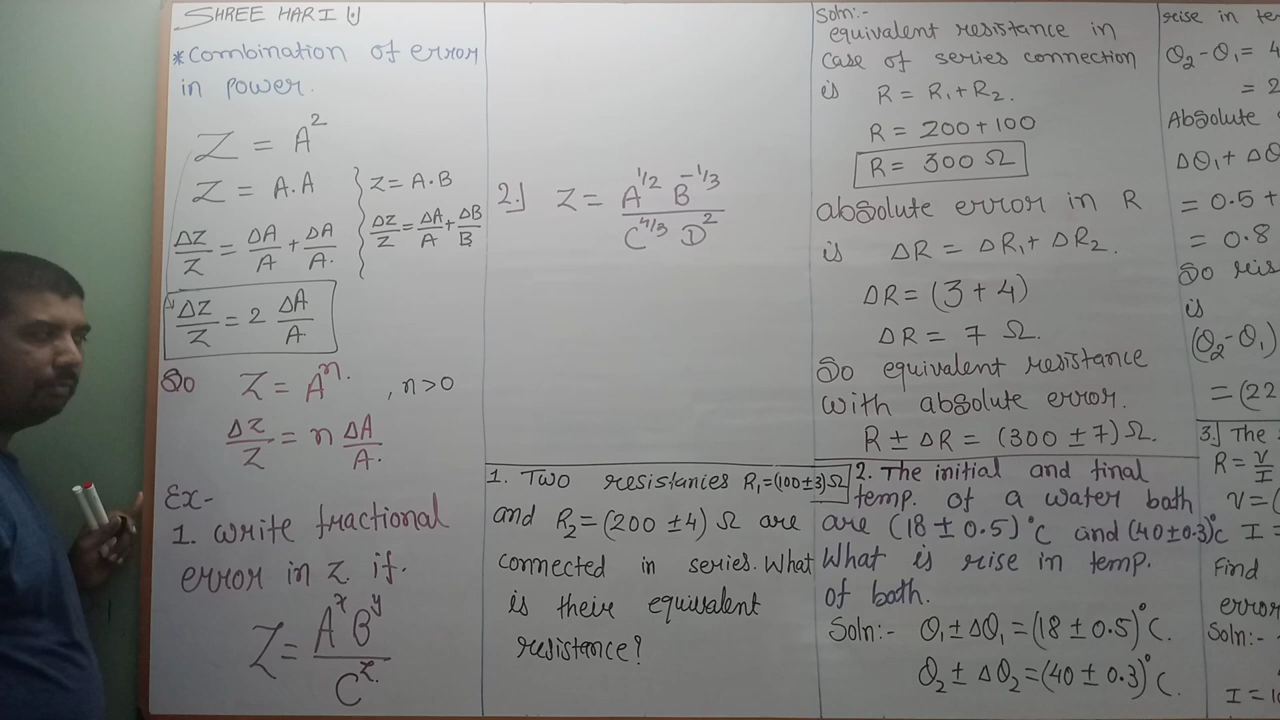 SHREE HARI
*Combination of error
in power.
Z = A²
Z = A.A
ΔZ/Z = ΔA/A + ΔA/A.
Z = A.B
ΔZ/Z = ΔA/A + ΔB/B
ΔZ/Z = 2 ΔA/A.
So Z = Aⁿ. , n>0
ΔZ/Z = n ΔA/A.
Ex-
1. write fractional
error in Z if.
Z = A^x B^y / C^z.
2.) Z = A^1/2 B^-1/3 / C^4/3 D^2
1. Two resistanies R₁=(100±3)Ω
and R₂=(200 ±4) Ω are
connected in series. What
is theire equivalent
resistance?
Soln:-
equivalent resistance in
case of series connection
is R = R₁+R₂.
R = 200+100
R = 300 Ω
absolute error in R
is ΔR = ΔR₁+ ΔR₂.
ΔR = (3 + 4)
ΔR = 7 Ω.
So equivalent resistance
with absolute error.
R ± ΔR = (300 ±7) Ω.
2. The initial and final
temp. of a water bath
are (18 ± 0.5)°C and (40±0.3)°C
What is rise in temp.
of bath.
Soln:- θ₁ ± Δθ₁ = (18 ± 0.5)°C.
θ₂ ± Δθ₂ = (40 ± 0.3)°C.
rise in
θ₂-θ₁ = 4
= 2
Absolute
Δθ₁ + Δθ
= 0.5 +
= 0.8
So
is
(θ₂-θ₁)
= (22
3.) The
R = V/I
V = (
I =
Find
error
Soln:-
I = 1